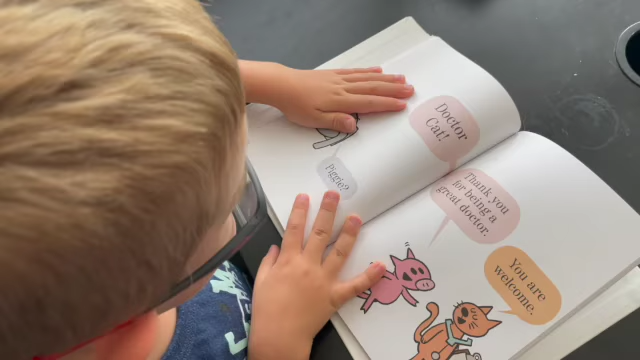 Piggie?
Doctor
Cat!
Thank you
for being a
great doctor.
You are
welcome.